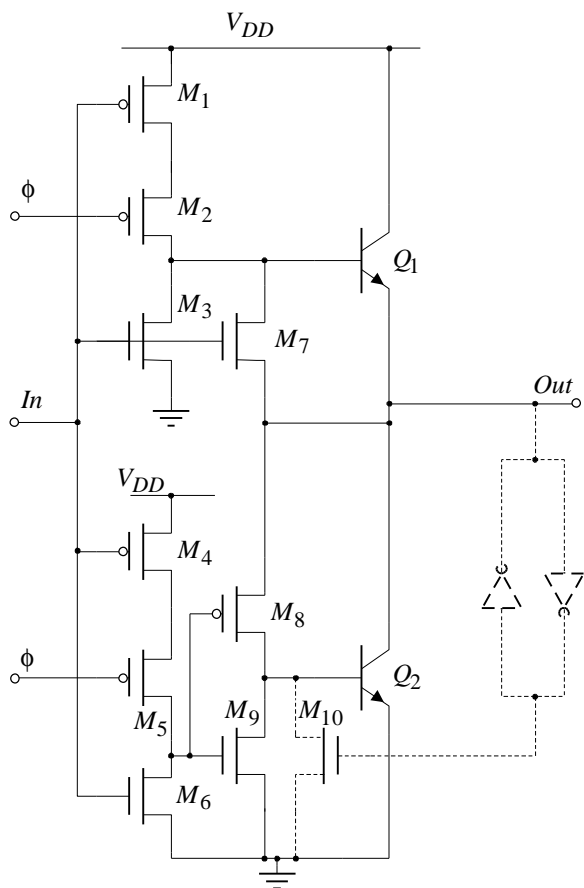 V_DD
M_1
ϕ
M_2
Q_1
M_3
M_7
In
Out
V_DD
M_4
M_8
ϕ
Q_2
M_5
M_9
M_10
M_6